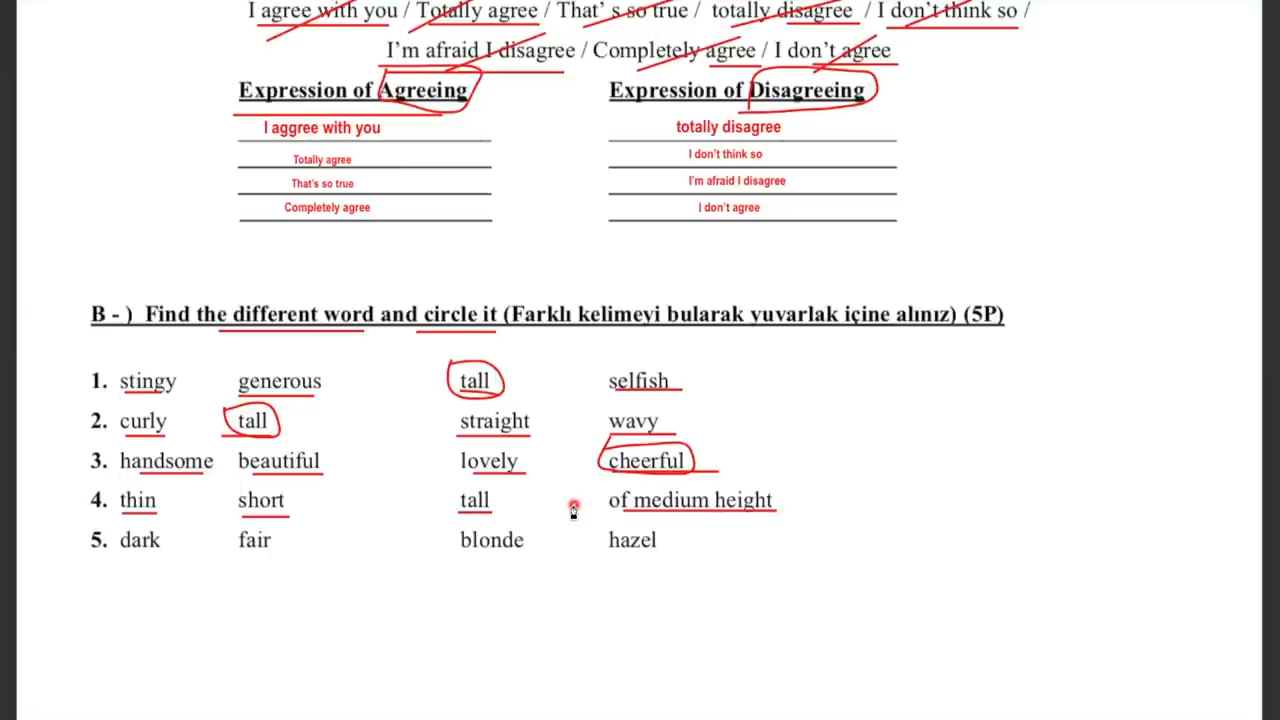 I agree with you / Totally agree / That' s so true / totally disagree / I don't think so /
I'm afraid I disagree / Completely agree / I don't agree
Expression of Agreeing Expression of Disagreeing
I aggree with you totally disagree
Totally agree I don't think so
That's so true I'm afraid I disagree
Completely agree I don't agree
B - ) Find the different word and circle it (Farklı kelimeyi bularak yuvarlak içine alınız) (5P)
1. stingy generous tall selfish
2. curly tall straight wavy
3. handsome beautiful lovely cheerful
4. thin short tall of medium height
5. dark fair blonde hazel